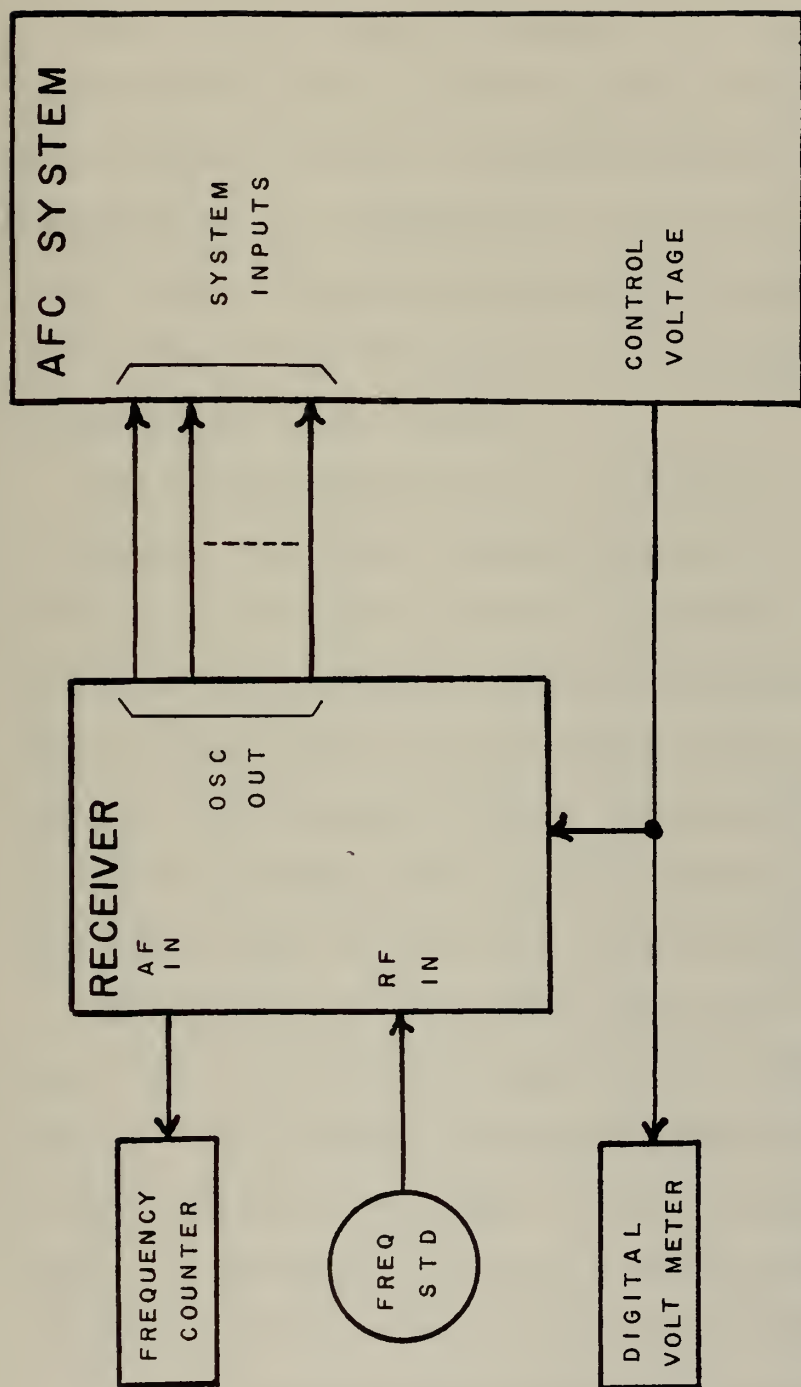 AFC SYSTEM
SYSTEM
INPUTS
CONTROL
VOLTAGE
RECEIVER
OSC
OUT
AF
IN
RF
IN
FREQUENCY
COUNTER
FREQ
STD
DIGITAL
VOLT METER